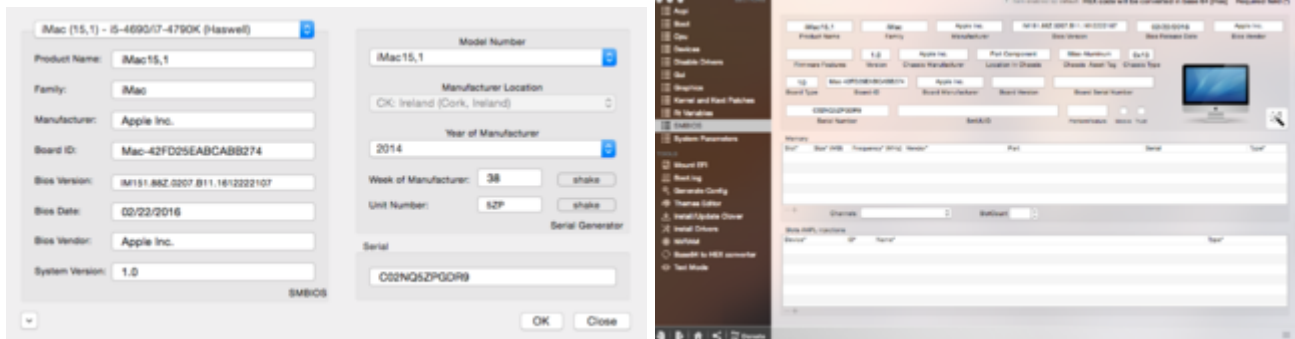 iMac (15,1) - i5-4690/i7-4790K (Haswell)
Product Name: iMac15,1
Family: iMac
Manufacturer: Apple Inc.
Board ID: Mac-42FD25EABCABB274
Bios Version: IM151.88Z.0207.B11.1612222107
Bios Date: 02/22/2016
Bios Vendor: Apple Inc.
System Version: 1.0
SMBIOS
Model Number
iMac15,1
Manufacturer Location
CK: Ireland (Cork, Ireland)
Year of Manufacturer
2014
Week of Manufacturer: 38 shake
Unit Number: 5ZP shake
Serial Generator
Serial
C02NQ5ZPGDR9
OK Close
Acpi
Boot
Cpu
Devices
Disable Drivers
Gui
Graphics
Kernel and Kext Patches
Rt Variables
SMBIOS
System Parameters
Mount EFI
Boot.log
Generate Config
Themes Editor
Install/Update Clover
Install Drivers
NVRAM
Base64 to HEX converter
Text Mode
iMac15,1 iMac Apple Inc. 02/22/2016 Apple Inc.
Product Name Family Manufacturer Bios Version Bios Release Date Bios Vendor
1.0 Apple Inc. Part Component iMac-Aluminum
Firmware Features Version Chassis Manufacturer Location in Chassis Chassis Asset Tag Chassis Type
10 Mac-42FD25EABCABB274 Apple Inc.
Board Type Board-ID Board Manufacturer Board Version Board Serial Number
C02NQ5ZPGDR9
Serial Number SmUUID
Memory
Channels SlotCount